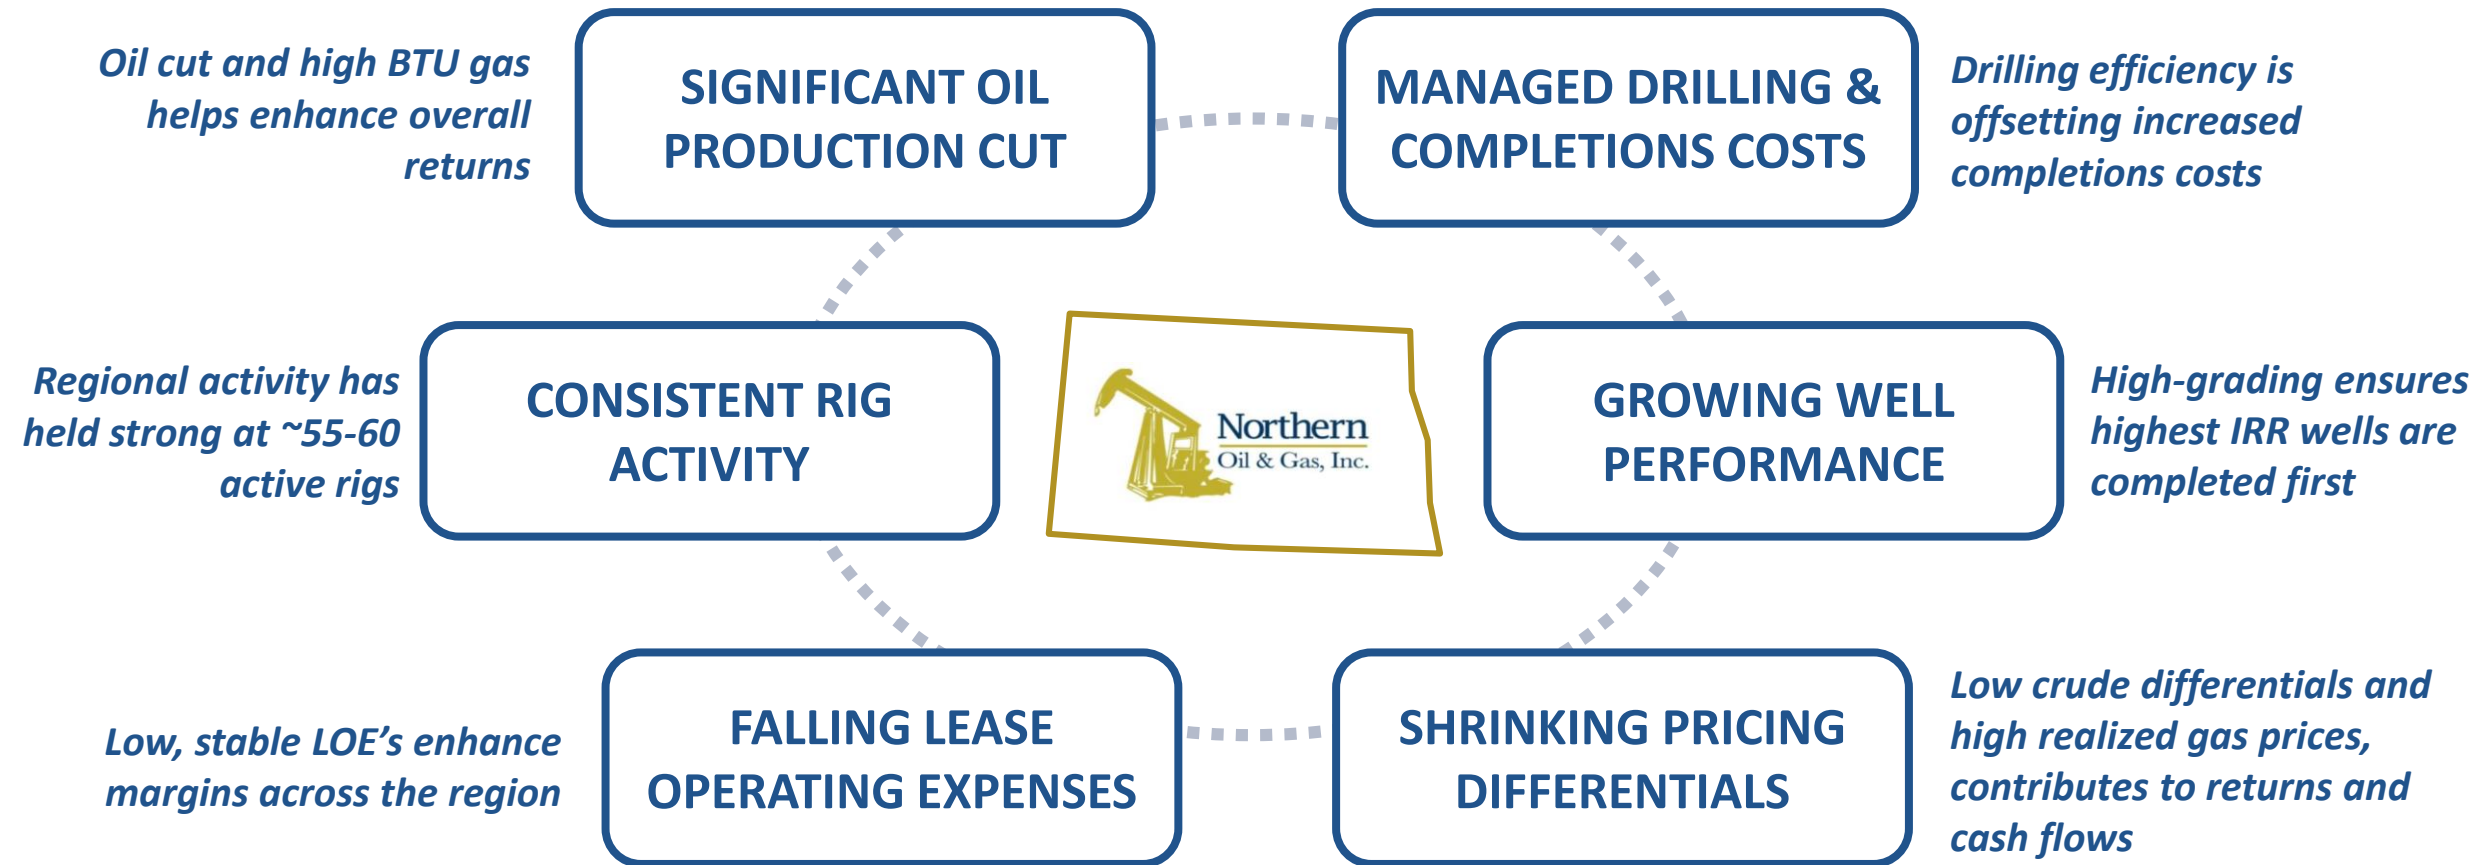 Oil cut and high BTU gas
helps enhance overall
returns
SIGNIFICANT OIL
PRODUCTION CUT
MANAGED DRILLING &
COMPLETIONS COSTS
Drilling efficiency is
offsetting increased
completions costs
Regional activity has
held strong at ~55-60
active rigs
CONSISTENT RIG
ACTIVITY
Northern
Oil & Gas, Inc.
GROWING WELL
PERFORMANCE
High-grading ensures
highest IRR wells are
completed first
Low, stable LOE’s enhance
margins across the region
FALLING LEASE
OPERATING EXPENSES
SHRINKING PRICING
DIFFERENTIALS
Low crude differentials and
high realized gas prices,
contributes to returns and
cash flows